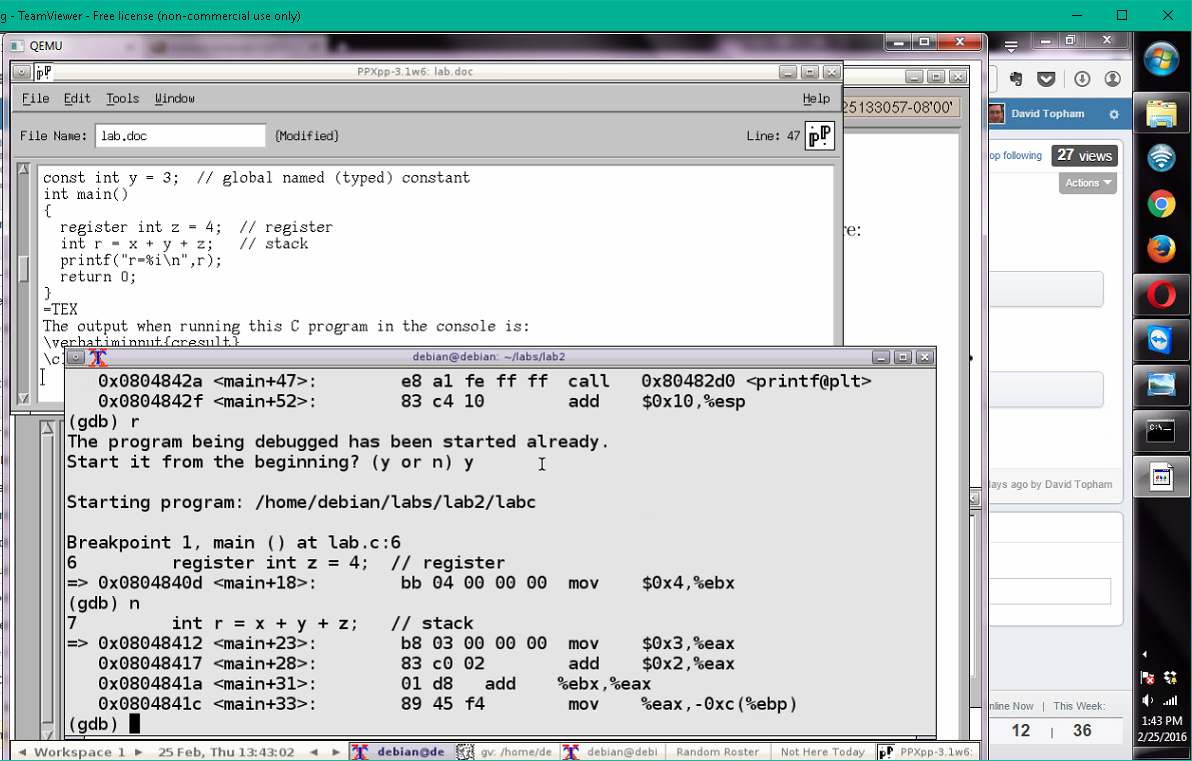 g - TeamViewer - Free license (non-commercial use only)
QEMU
PPXpp-3.1w6: lab.doc
File Edit Tools Window Help
File Name: lab.doc (Modified) Line: 47
25133057-08'00'
const int y = 3;  // global named (typed) constant
int main()
{
  register int z = 4;  // register
  int r = x + y + z;   // stack
  printf("r=%i\n",r);
  return 0;
}
=TEX
The output when running this C program in the console is:
\verbatiminput{cresult}
re:
debian@debian: ~/labs/lab2
   0x0804842a <main+47>:        e8 a1 fe ff ff  call   0x80482d0 <printf@plt>
   0x0804842f <main+52>:        83 c4 10        add    $0x10,%esp
(gdb) r
The program being debugged has been started already.
Start it from the beginning? (y or n) y
Starting program: /home/debian/labs/lab2/labc
Breakpoint 1, main () at lab.c:6
6         register int z = 4;  // register
=> 0x0804840d <main+18>:        bb 04 00 00 00  mov    $0x4,%ebx
(gdb) n
7         int r = x + y + z;   // stack
=> 0x08048412 <main+23>:        b8 03 00 00 00  mov    $0x3,%eax
   0x08048417 <main+28>:        83 c0 02        add    $0x2,%eax
   0x0804841a <main+31>:        01 d8   add    %ebx,%eax
   0x0804841c <main+33>:        89 45 f4        mov    %eax,-0xc(%ebp)
(gdb)
Workspace 1 25 Feb, Thu 13:43:02 debian@de gv: /home/de debian@debi Random Roster Not Here Today PPXpp-3.1w6:
David Topham
op following 27 views
Actions
days ago by David Topham
nline Now | This Week:
12 | 36
1:43 PM
2/25/2016